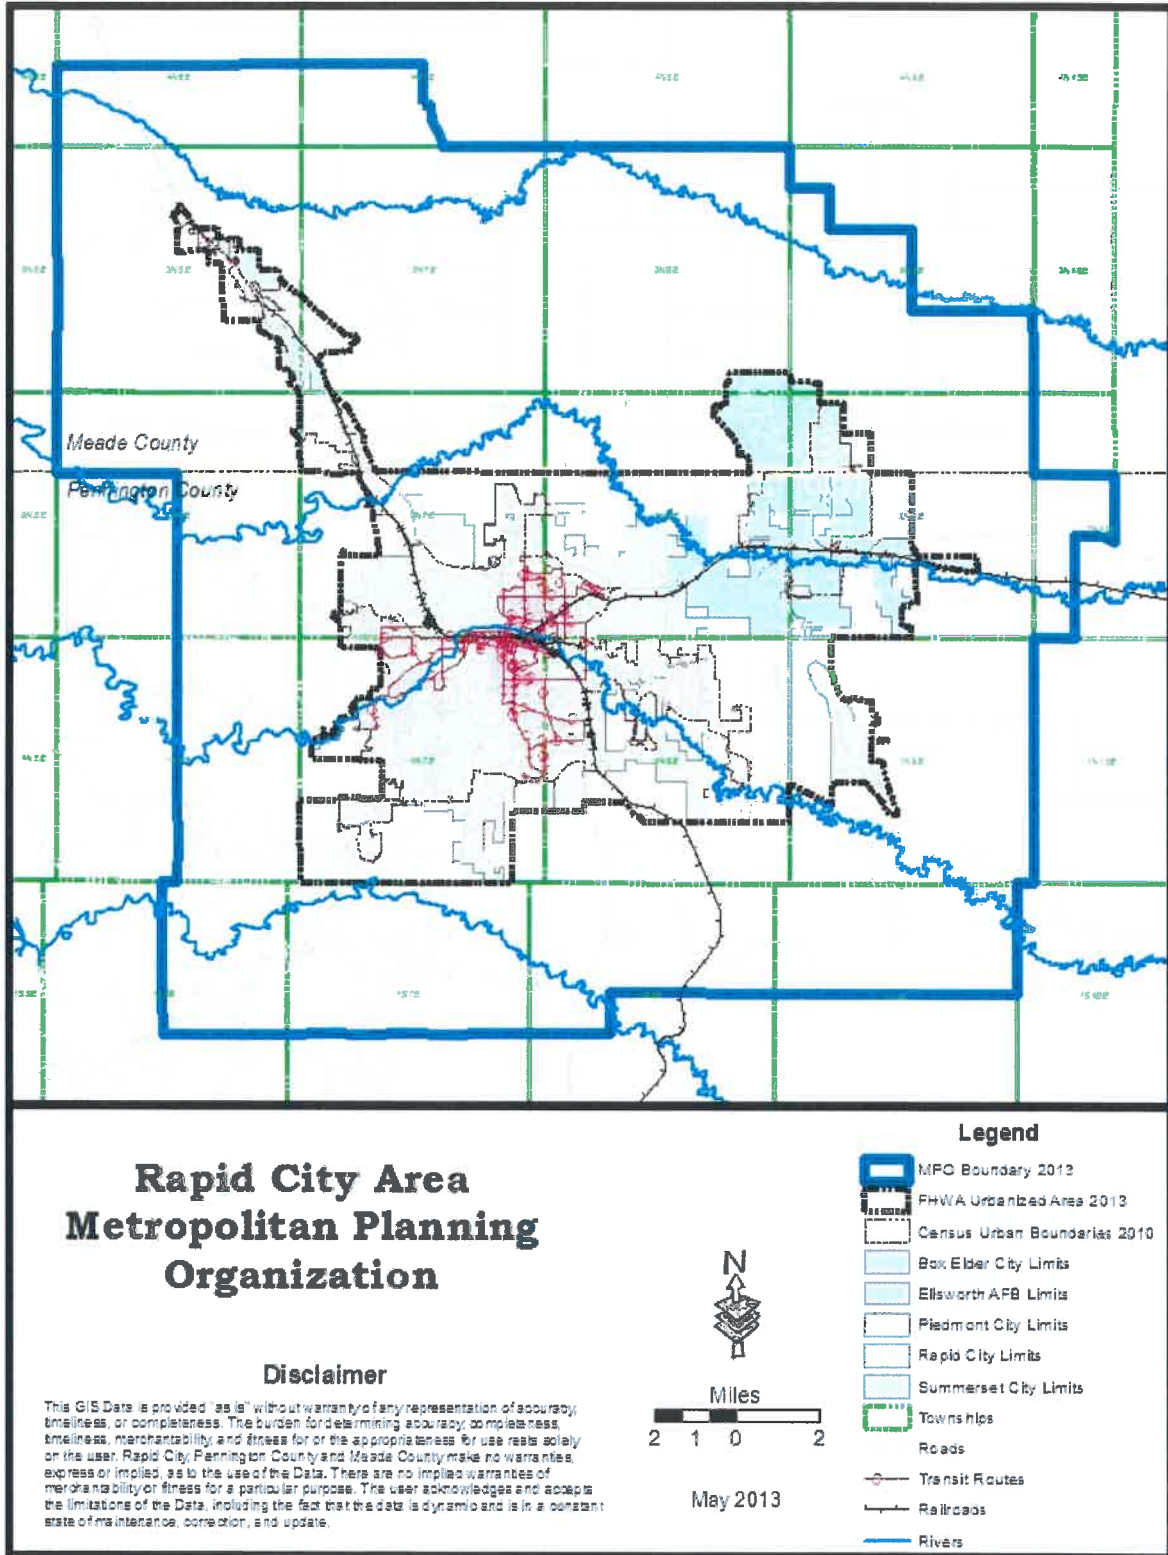 Meade County
Pennington County
Rapid City Area
Metropolitan Planning
Organization
Disclaimer
This GIS Data is provided "as is" without warranty of any representation of accuracy,
timeliness, or completeness. The burden for determining accuracy, completeness,
timeliness, merchantability, and fitness for or the appropriateness for use rests solely
on the user. Rapid City, Pennington County and Meade County make no warranties,
express or implied, as to the use of the Data. There are no implied warranties of
merchantability or fitness for a particular purpose. The user acknowledges and accepts
the limitations of the Data, including the fact that the data is dynamic and is in a constant
state of maintenance, correction, and update.
N
Miles
2 1 0 2
May 2013
Legend
MPO Boundary 2013
FHWA Urbanized Area 2013
Census Urban Boundaries 2010
Box Elder City Limits
Ellsworth AFB Limits
Piedmont City Limits
Rapid City Limits
Summerset City Limits
Townships
Roads
Transit Routes
Railroads
Rivers